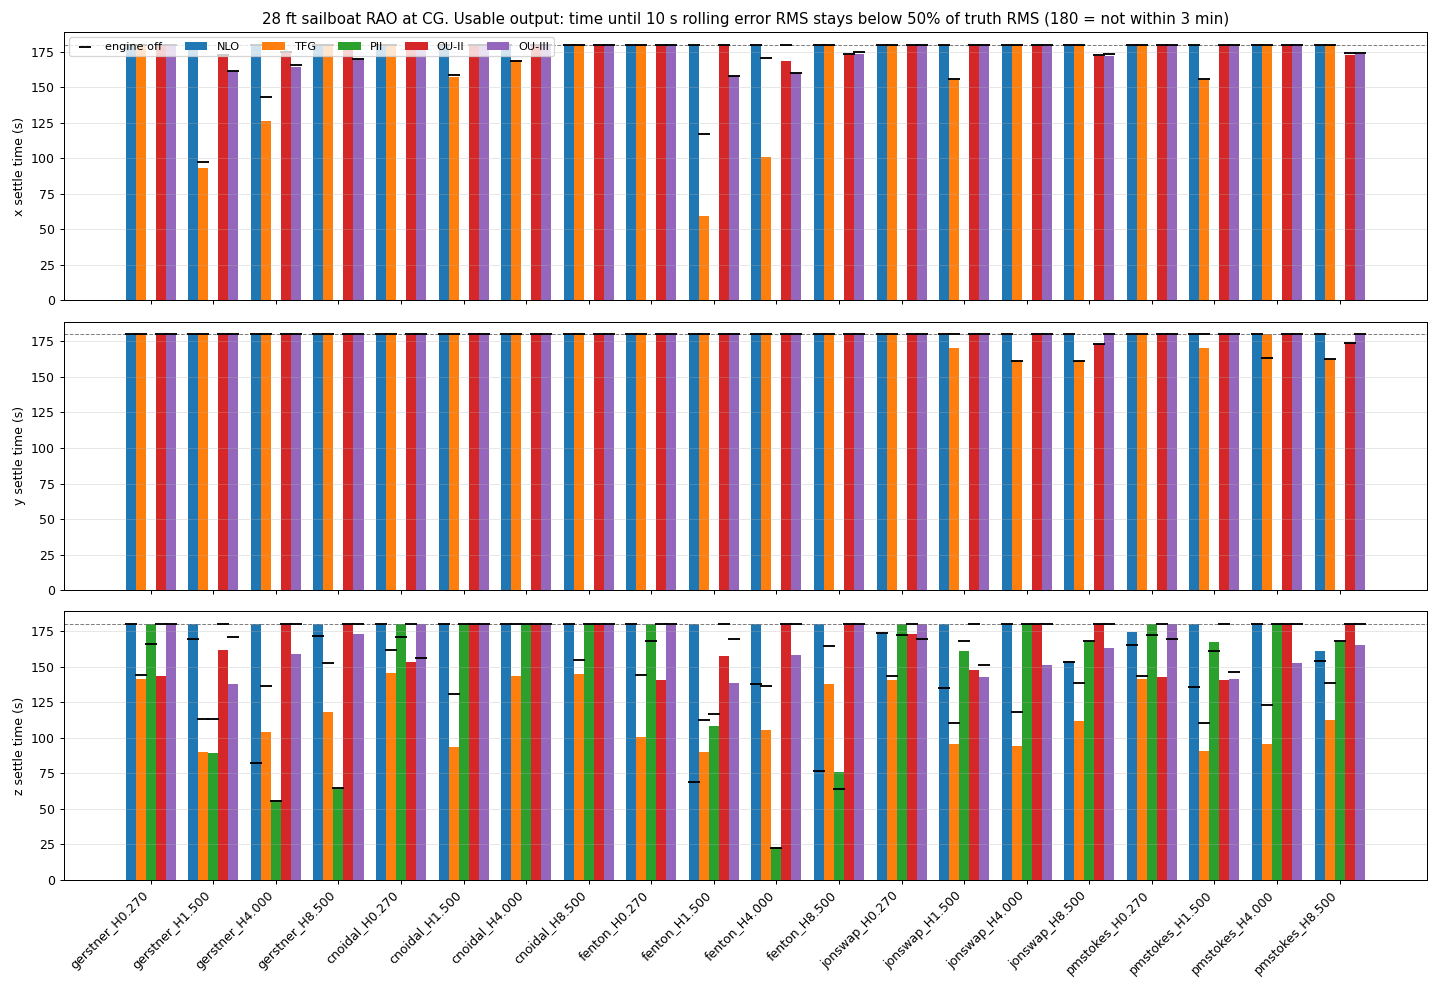 28 ft sailboat RAO at CG. Usable output: time until 10 s rolling error RMS stays below 50% of truth RMS (180 = not within 3 min)
engine off NLO TFG PII OU-II OU-III
175
150
125
100
75
50
25
0
x settle time (s)
175
150
125
100
75
50
25
0
y settle time (s)
175
150
125
100
75
50
25
0
z settle time (s)
gerstner_H0.270
gerstner_H1.500
gerstner_H4.000
gerstner_H8.500
cnoidal_H0.270
cnoidal_H1.500
cnoidal_H4.000
cnoidal_H8.500
fenton_H0.270
fenton_H1.500
fenton_H4.000
fenton_H8.500
jonswap_H0.270
jonswap_H1.500
jonswap_H4.000
jonswap_H8.500
pmstokes_H0.270
pmstokes_H1.500
pmstokes_H4.000
pmstokes_H8.500